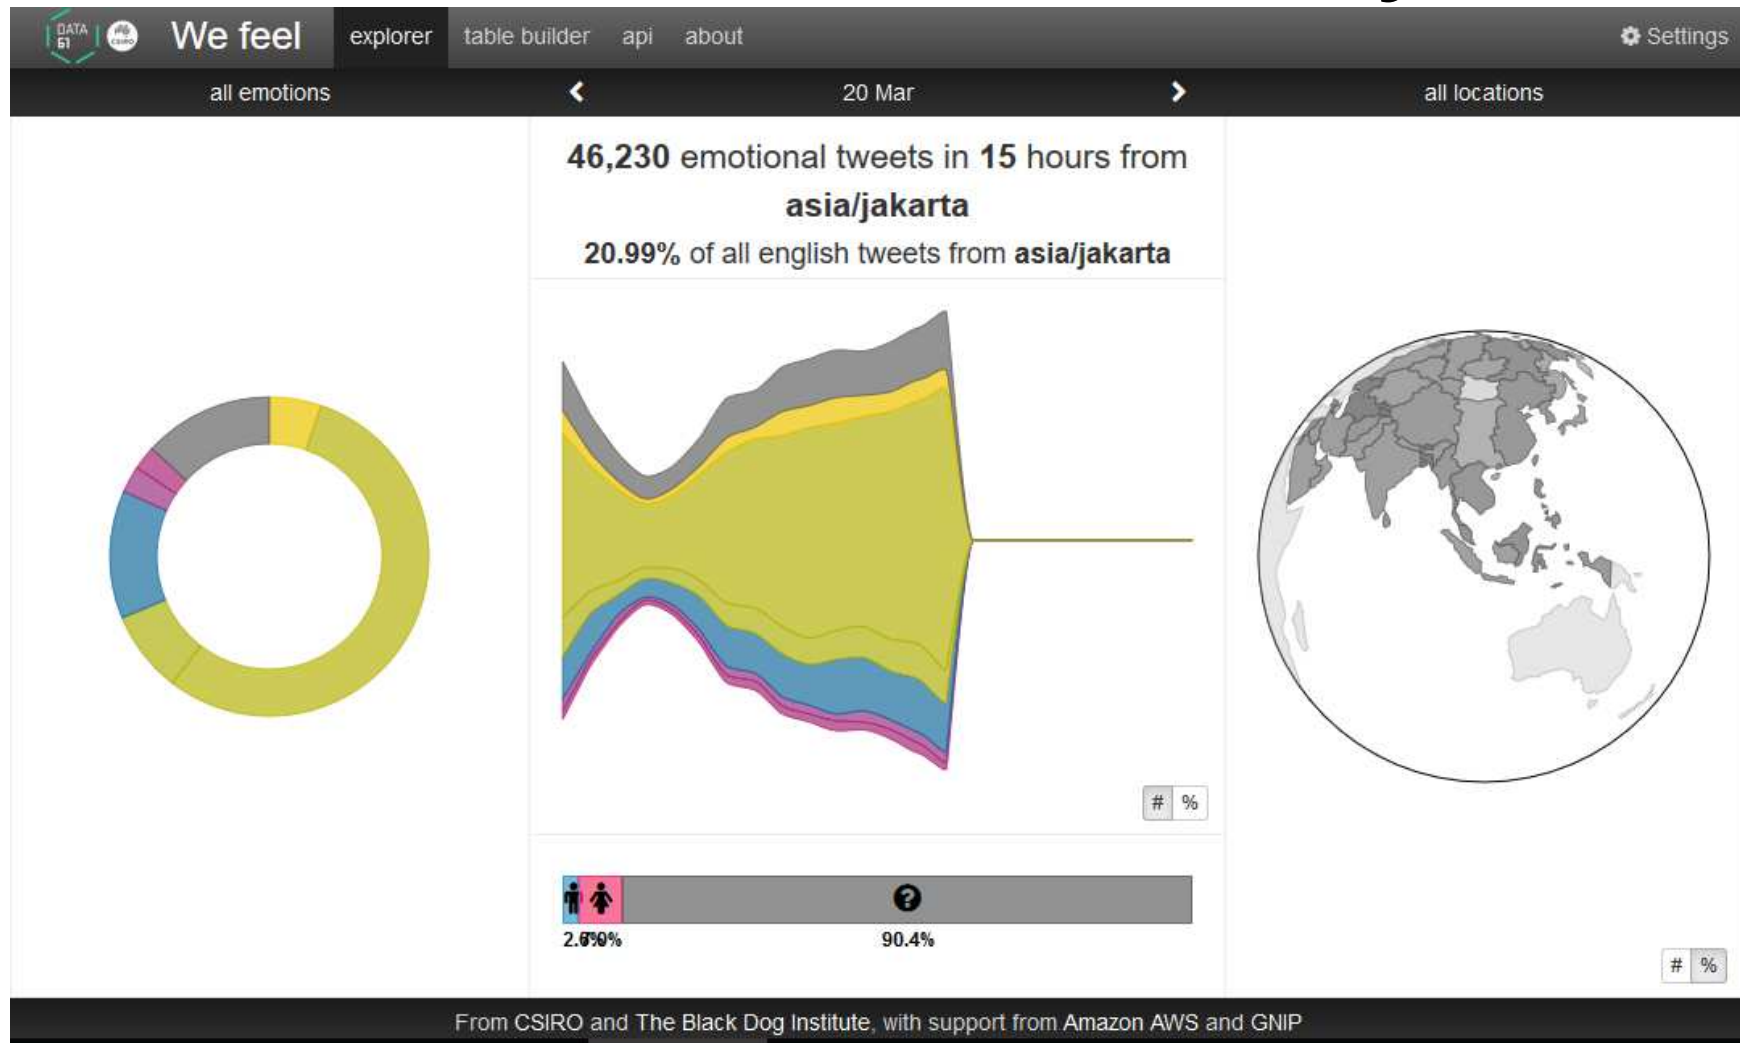 DATA
61
CSIRO
We feel
explorer
table builder
api
about
Settings
all emotions
20 Mar
all locations
46,230 emotional tweets in 15 hours from
asia/jakarta
20.99% of all english tweets from asia/jakarta
# %
90.4%
# %
From CSIRO and The Black Dog Institute, with support from Amazon AWS and GNIP